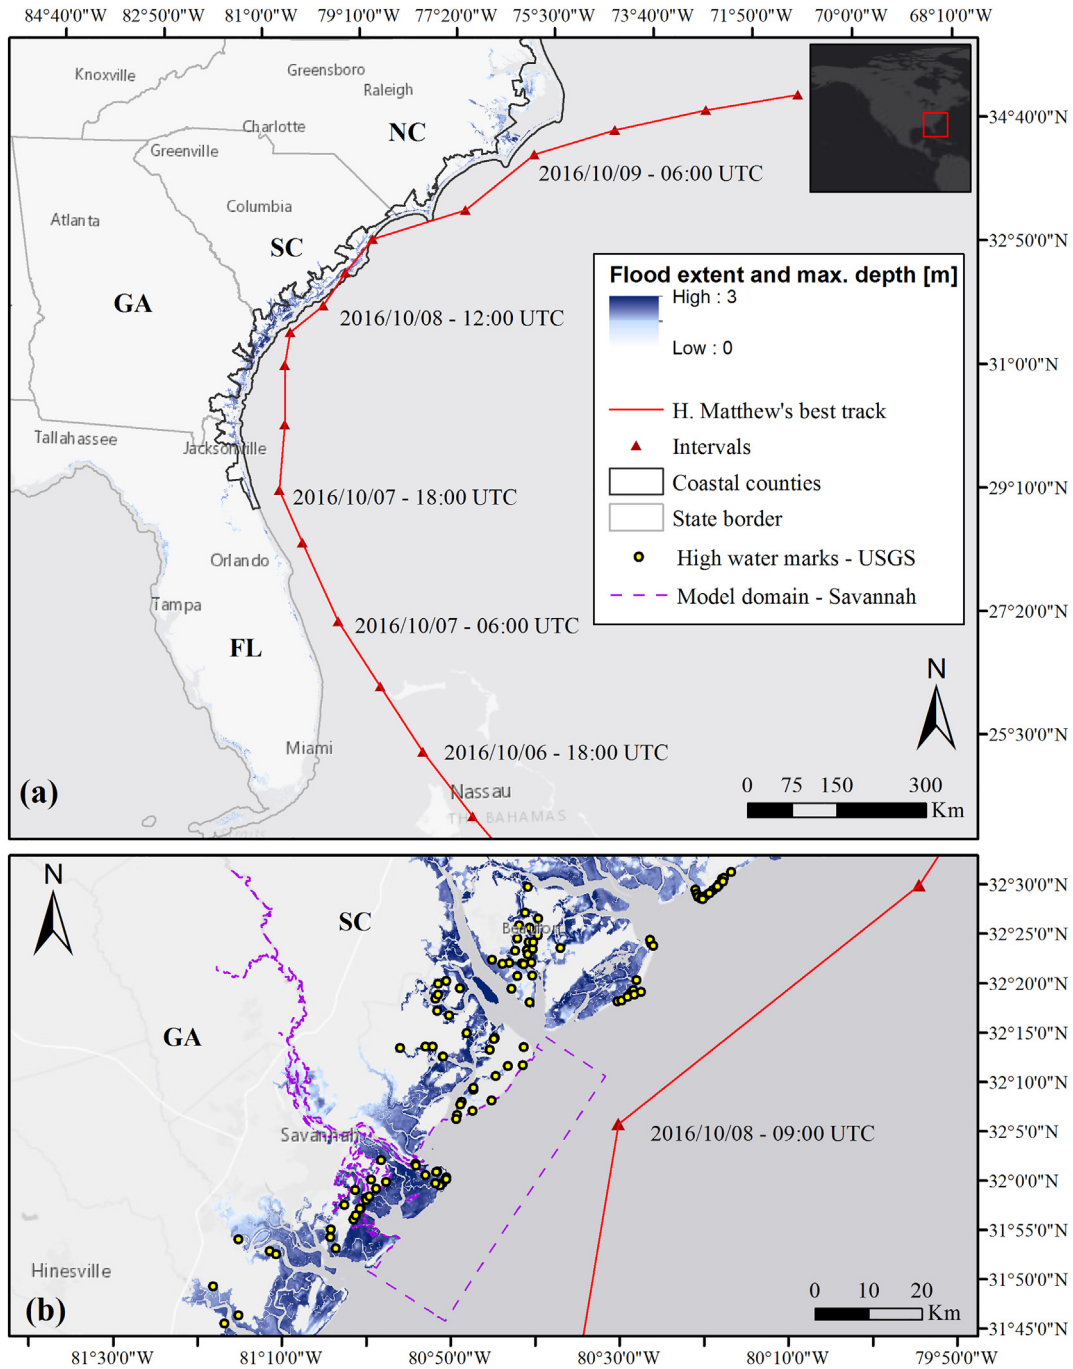 84°40'0"W 82°50'0"W 81°0'0"W 79°10'0"W 77°20'0"W 75°30'0"W 73°40'0"W 71°50'0"W 70°0'0"W 68°10'0"W
Knoxville
Greensboro
Raleigh
Charlotte
NC
Greenville
34°40'0"N
2016/10/09 - 06:00 UTC
Columbia
Atlanta
SC
32°50'0"N
GA
Flood extent and max. depth [m]
High : 3
Low : 0
2016/10/08 - 12:00 UTC
31°0'0"N
H. Matthew's best track
Intervals
Coastal counties
State border
High water marks - USGS
Model domain - Savannah
Tallahassee
Jacksonville
2016/10/07 - 18:00 UTC
29°10'0"N
Orlando
Tampa
27°20'0"N
2016/10/07 - 06:00 UTC
FL
N
Miami
2016/10/06 - 18:00 UTC
25°30'0"N
Nassau
THE BAHAMAS
0 75 150 300
Km
(a)
N
SC
32°30'0"N
32°25'0"N
32°20'0"N
32°15'0"N
GA
32°10'0"N
Savannah
2016/10/08 - 09:00 UTC
32°5'0"N
32°0'0"N
31°55'0"N
Hinesville
31°50'0"N
0 10 20
Km
(b)
31°45'0"N
81°30'0"W 81°10'0"W 80°50'0"W 80°30'0"W 80°10'0"W 79°50'0"W